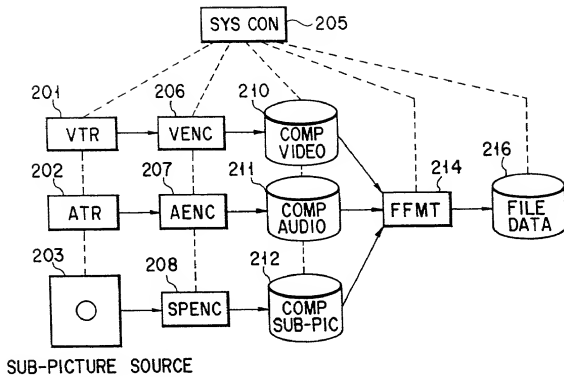 SYS CON
205
201
206
210
VTR
VENC
COMP
VIDEO
202
207
211
214
216
ATR
AENC
COMP
AUDIO
FFMT
FILE
DATA
203
208
212
SPENC
COMP
SUB-PIC
SUB-PICTURE SOURCE